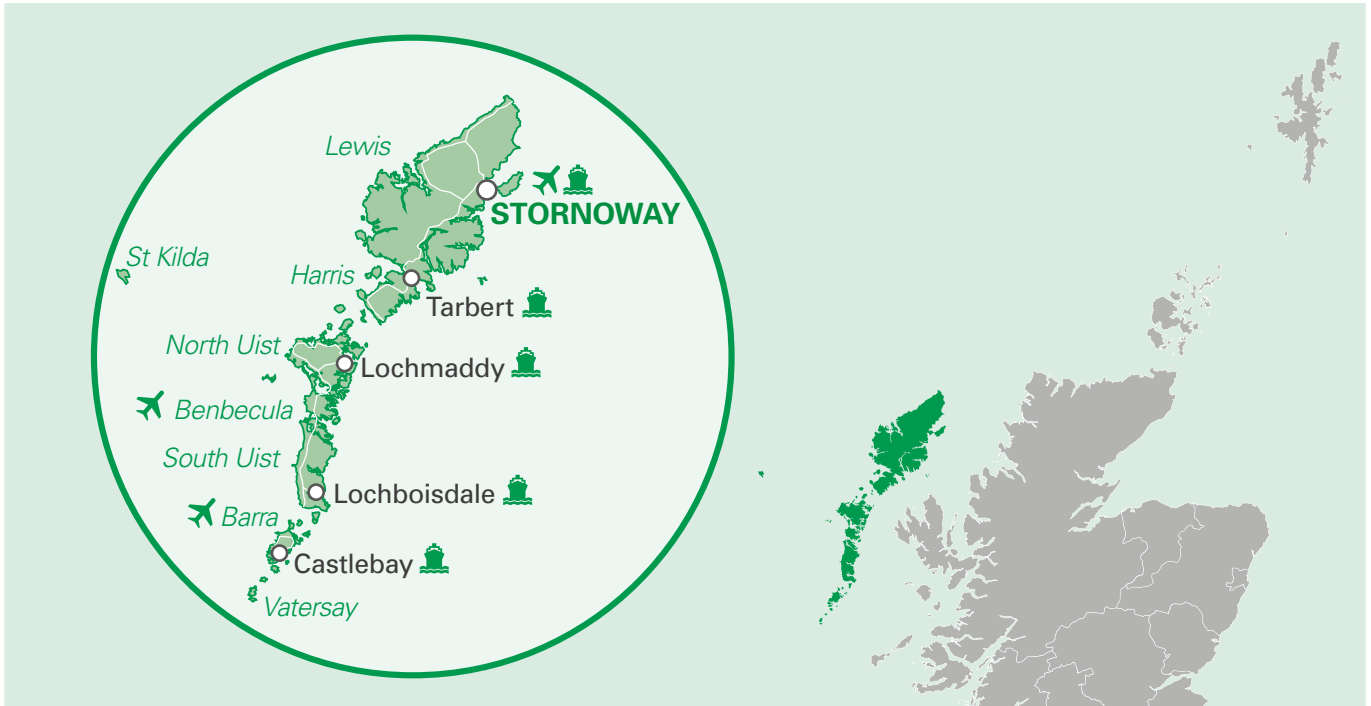 Lewis
STORNOWAY
St Kilda
Harris
Tarbert
North Uist
Lochmaddy
Benbecula
South Uist
Lochboisdale
Barra
Castlebay
Vatersay